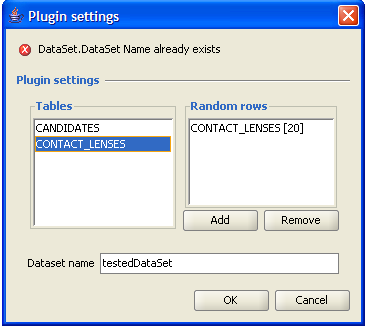 Plugin settings
DataSet.DataSet Name already exists
Plugin settings
Tables
Random rows
CANDIDATES
CONTACT_LENSES
CONTACT_LENSES [20]
Add
Remove
Dataset name
testedDataSet
OK
Cancel